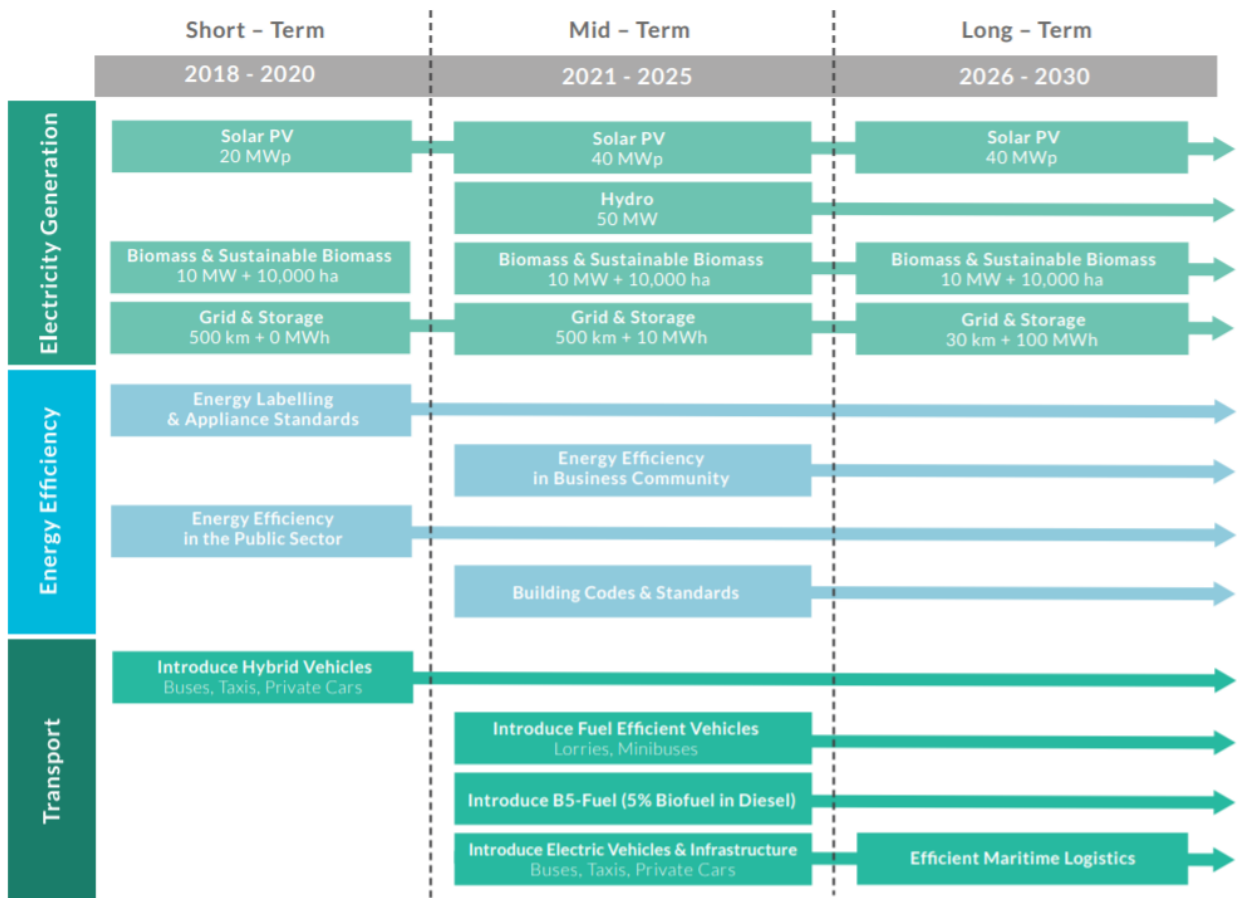 Short – Term
Mid – Term
Long – Term
2018 - 2020
2021 - 2025
2026 - 2030
Electricity Generation
Solar PV
20 MWp
Solar PV
40 MWp
Solar PV
40 MWp
Hydro
50 MW
Biomass & Sustainable Biomass
10 MW + 10,000 ha
Biomass & Sustainable Biomass
10 MW + 10,000 ha
Biomass & Sustainable Biomass
10 MW + 10,000 ha
Grid & Storage
500 km + 0 MWh
Grid & Storage
500 km + 10 MWh
Grid & Storage
30 km + 100 MWh
Energy Efficiency
Energy Labelling
& Appliance Standards
Energy Efficiency
in Business Community
Energy Efficiency
in the Public Sector
Building Codes & Standards
Transport
Introduce Hybrid Vehicles
Buses, Taxis, Private Cars
Introduce Fuel Efficient Vehicles
Lorries, Minibuses
Introduce B5-Fuel (5% Biofuel in Diesel)
Introduce Electric Vehicles & Infrastructure
Buses, Taxis, Private Cars
Efficient Maritime Logistics